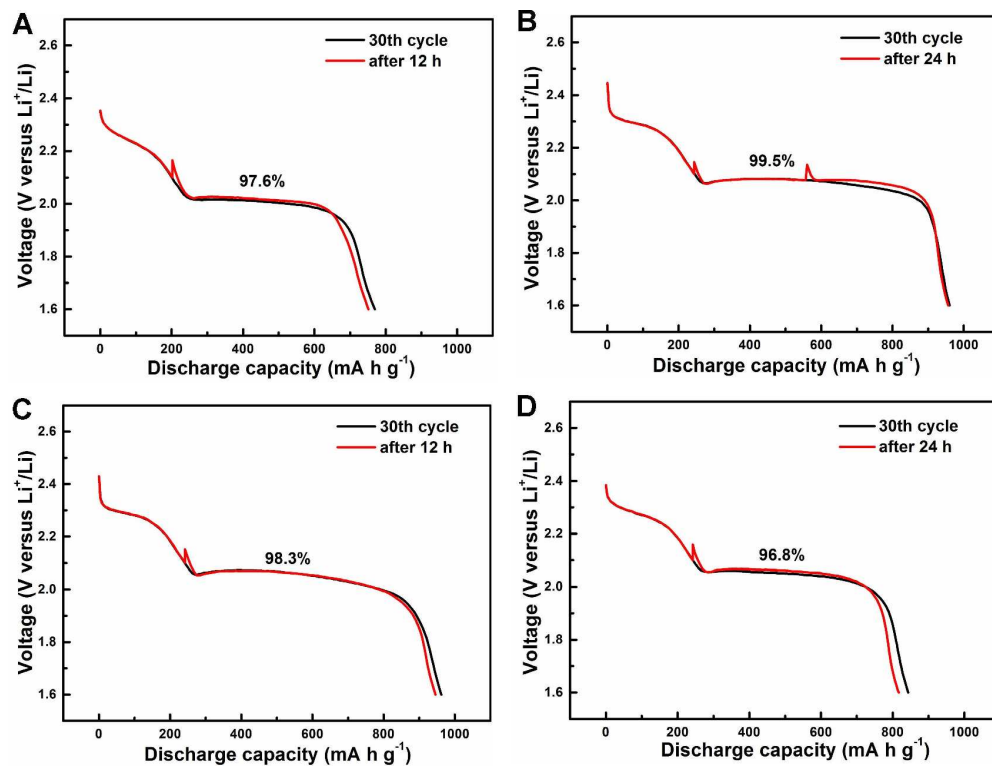 A
30th cycle
after 12 h
97.6%
2.6
2.4
2.2
2.0
1.8
1.6
Voltage (V versus Li⁺/Li)
0 200 400 600 800 1000
Discharge capacity (mA h g⁻¹)
B
30th cycle
after 24 h
99.5%
2.6
2.4
2.2
2.0
1.8
1.6
Voltage (V versus Li⁺/Li)
0 200 400 600 800 1000
Discharge capacity (mA h g⁻¹)
C
30th cycle
after 12 h
98.3%
2.6
2.4
2.2
2.0
1.8
1.6
Voltage (V versus Li⁺/Li)
0 200 400 600 800 1000
Discharge capacity (mA h g⁻¹)
D
30th cycle
after 24 h
96.8%
2.6
2.4
2.2
2.0
1.8
1.6
Voltage (V versus Li⁺/Li)
0 200 400 600 800 1000
Discharge capacity (mA h g⁻¹)